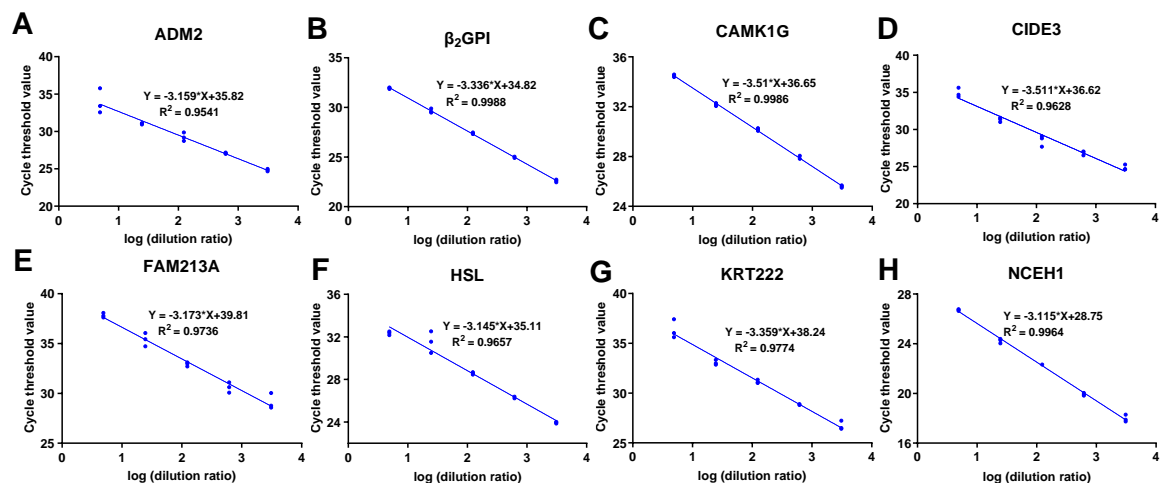 A
ADM2
Cycle threshold value
40
35
30
25
20
Y = -3.159*X+35.82
R² = 0.9541
0 1 2 3 4
log (dilution ratio)
B
β₂GPI
Cycle threshold value
35
30
25
20
Y = -3.336*X+34.82
R² = 0.9988
0 1 2 3 4
log (dilution ratio)
C
CAMK1G
Cycle threshold value
36
32
28
24
Y = -3.51*X+36.65
R² = 0.9986
0 1 2 3 4
log (dilution ratio)
D
CIDE3
Cycle threshold value
40
35
30
25
20
Y = -3.511*X+36.62
R² = 0.9628
0 1 2 3 4
log (dilution ratio)
E
FAM213A
Cycle threshold value
40
35
30
25
Y = -3.173*X+39.81
R² = 0.9736
0 1 2 3 4
log (dilution ratio)
F
HSL
Cycle threshold value
36
32
28
24
Y = -3.145*X+35.11
R² = 0.9657
0 1 2 3 4
log (dilution ratio)
G
KRT222
Cycle threshold value
40
35
30
25
Y = -3.359*X+38.24
R² = 0.9774
0 1 2 3 4
log (dilution ratio)
H
NCEH1
Cycle threshold value
28
24
20
16
Y = -3.115*X+28.75
R² = 0.9964
0 1 2 3 4
log (dilution ratio)